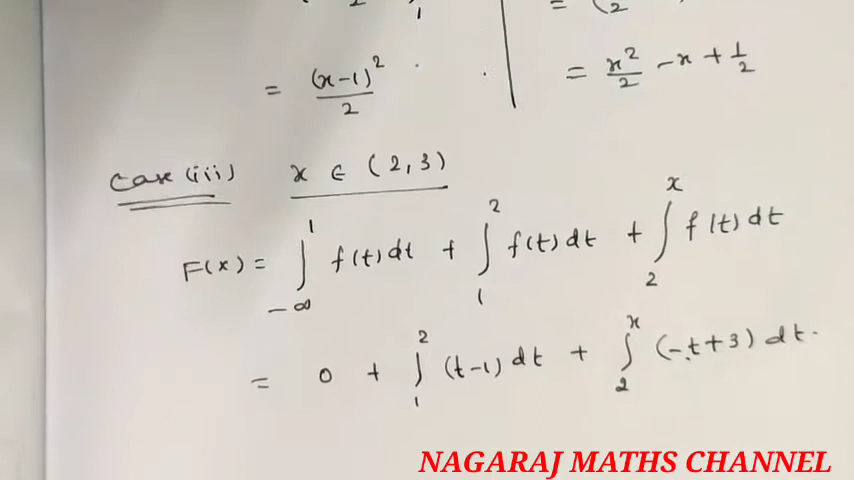 = (x-1)²/2
= x²/2 - x + 1/2
Case (iii) x ∈ (2,3)
F(x) = ∫_{-∞}^{1} f(t) dt + ∫_{1}^{2} f(t) dt + ∫_{2}^{x} f(t) dt
= 0 + ∫_{1}^{2} (t-1) dt + ∫_{2}^{x} (-t+3) dt.
NAGARAJ MATHS CHANNEL